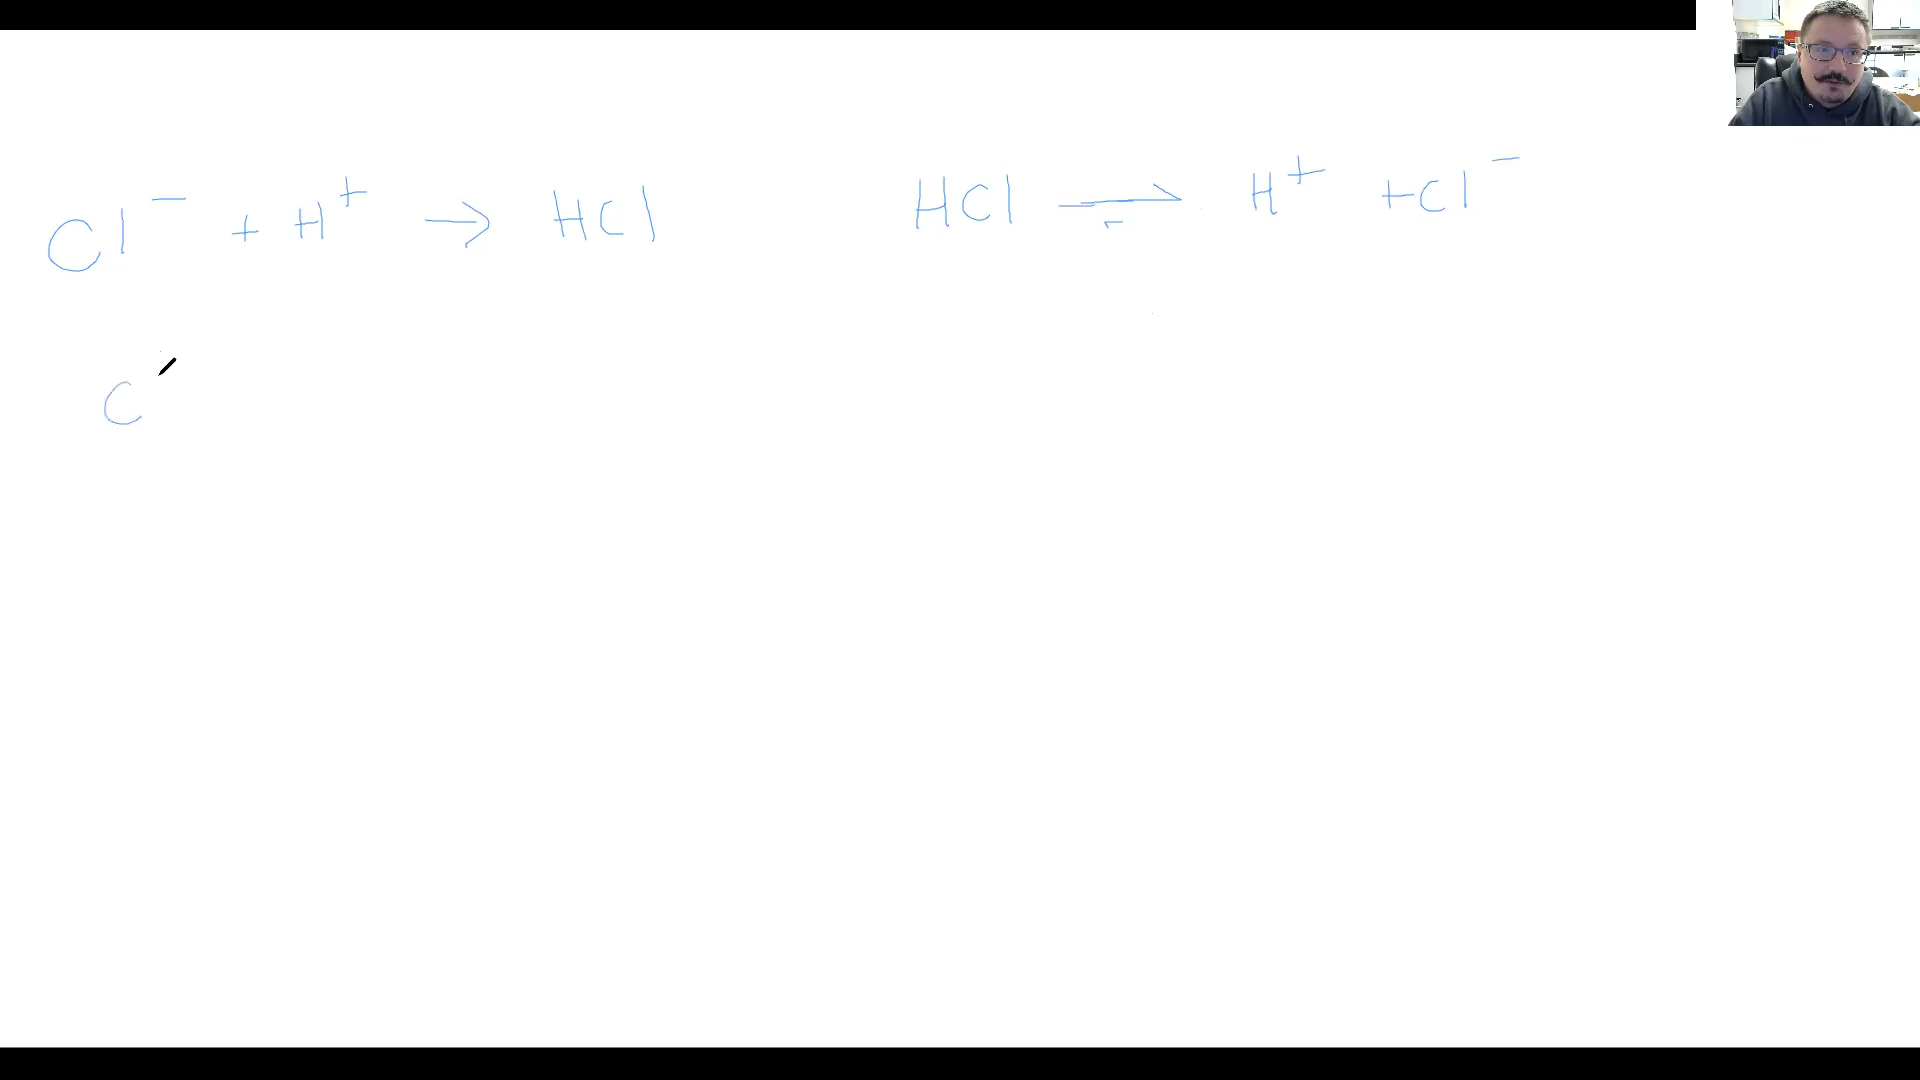 Cl⁻ + H⁺ → HCl
HCl ⇌ H⁺ + Cl⁻
C